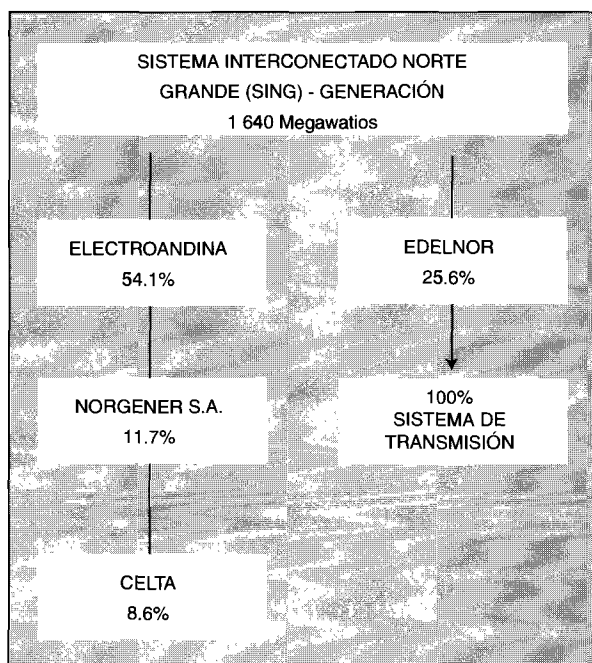 SISTEMA INTERCONECTADO NORTE
GRANDE (SING) - GENERACIÓN
1 640 Megawatios
ELECTROANDINA
54.1%
EDELNOR
25.6%
NORGENER S.A.
11.7%
100%
SISTEMA DE
TRANSMISIÓN
CELTA
8.6%